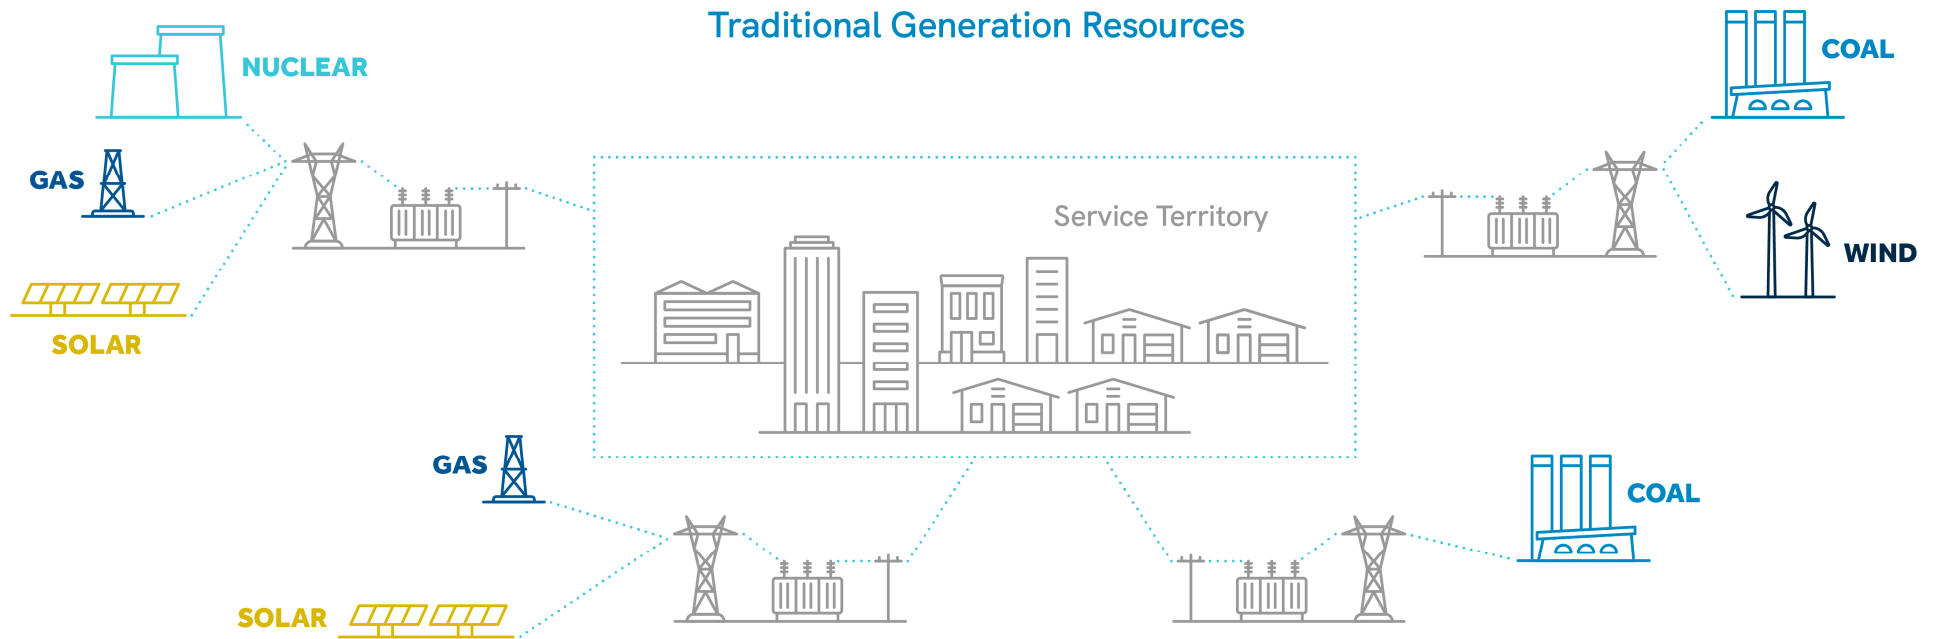 Traditional Generation Resources
NUCLEAR
COAL
GAS
Service Territory
WIND
SOLAR
GAS
COAL
SOLAR